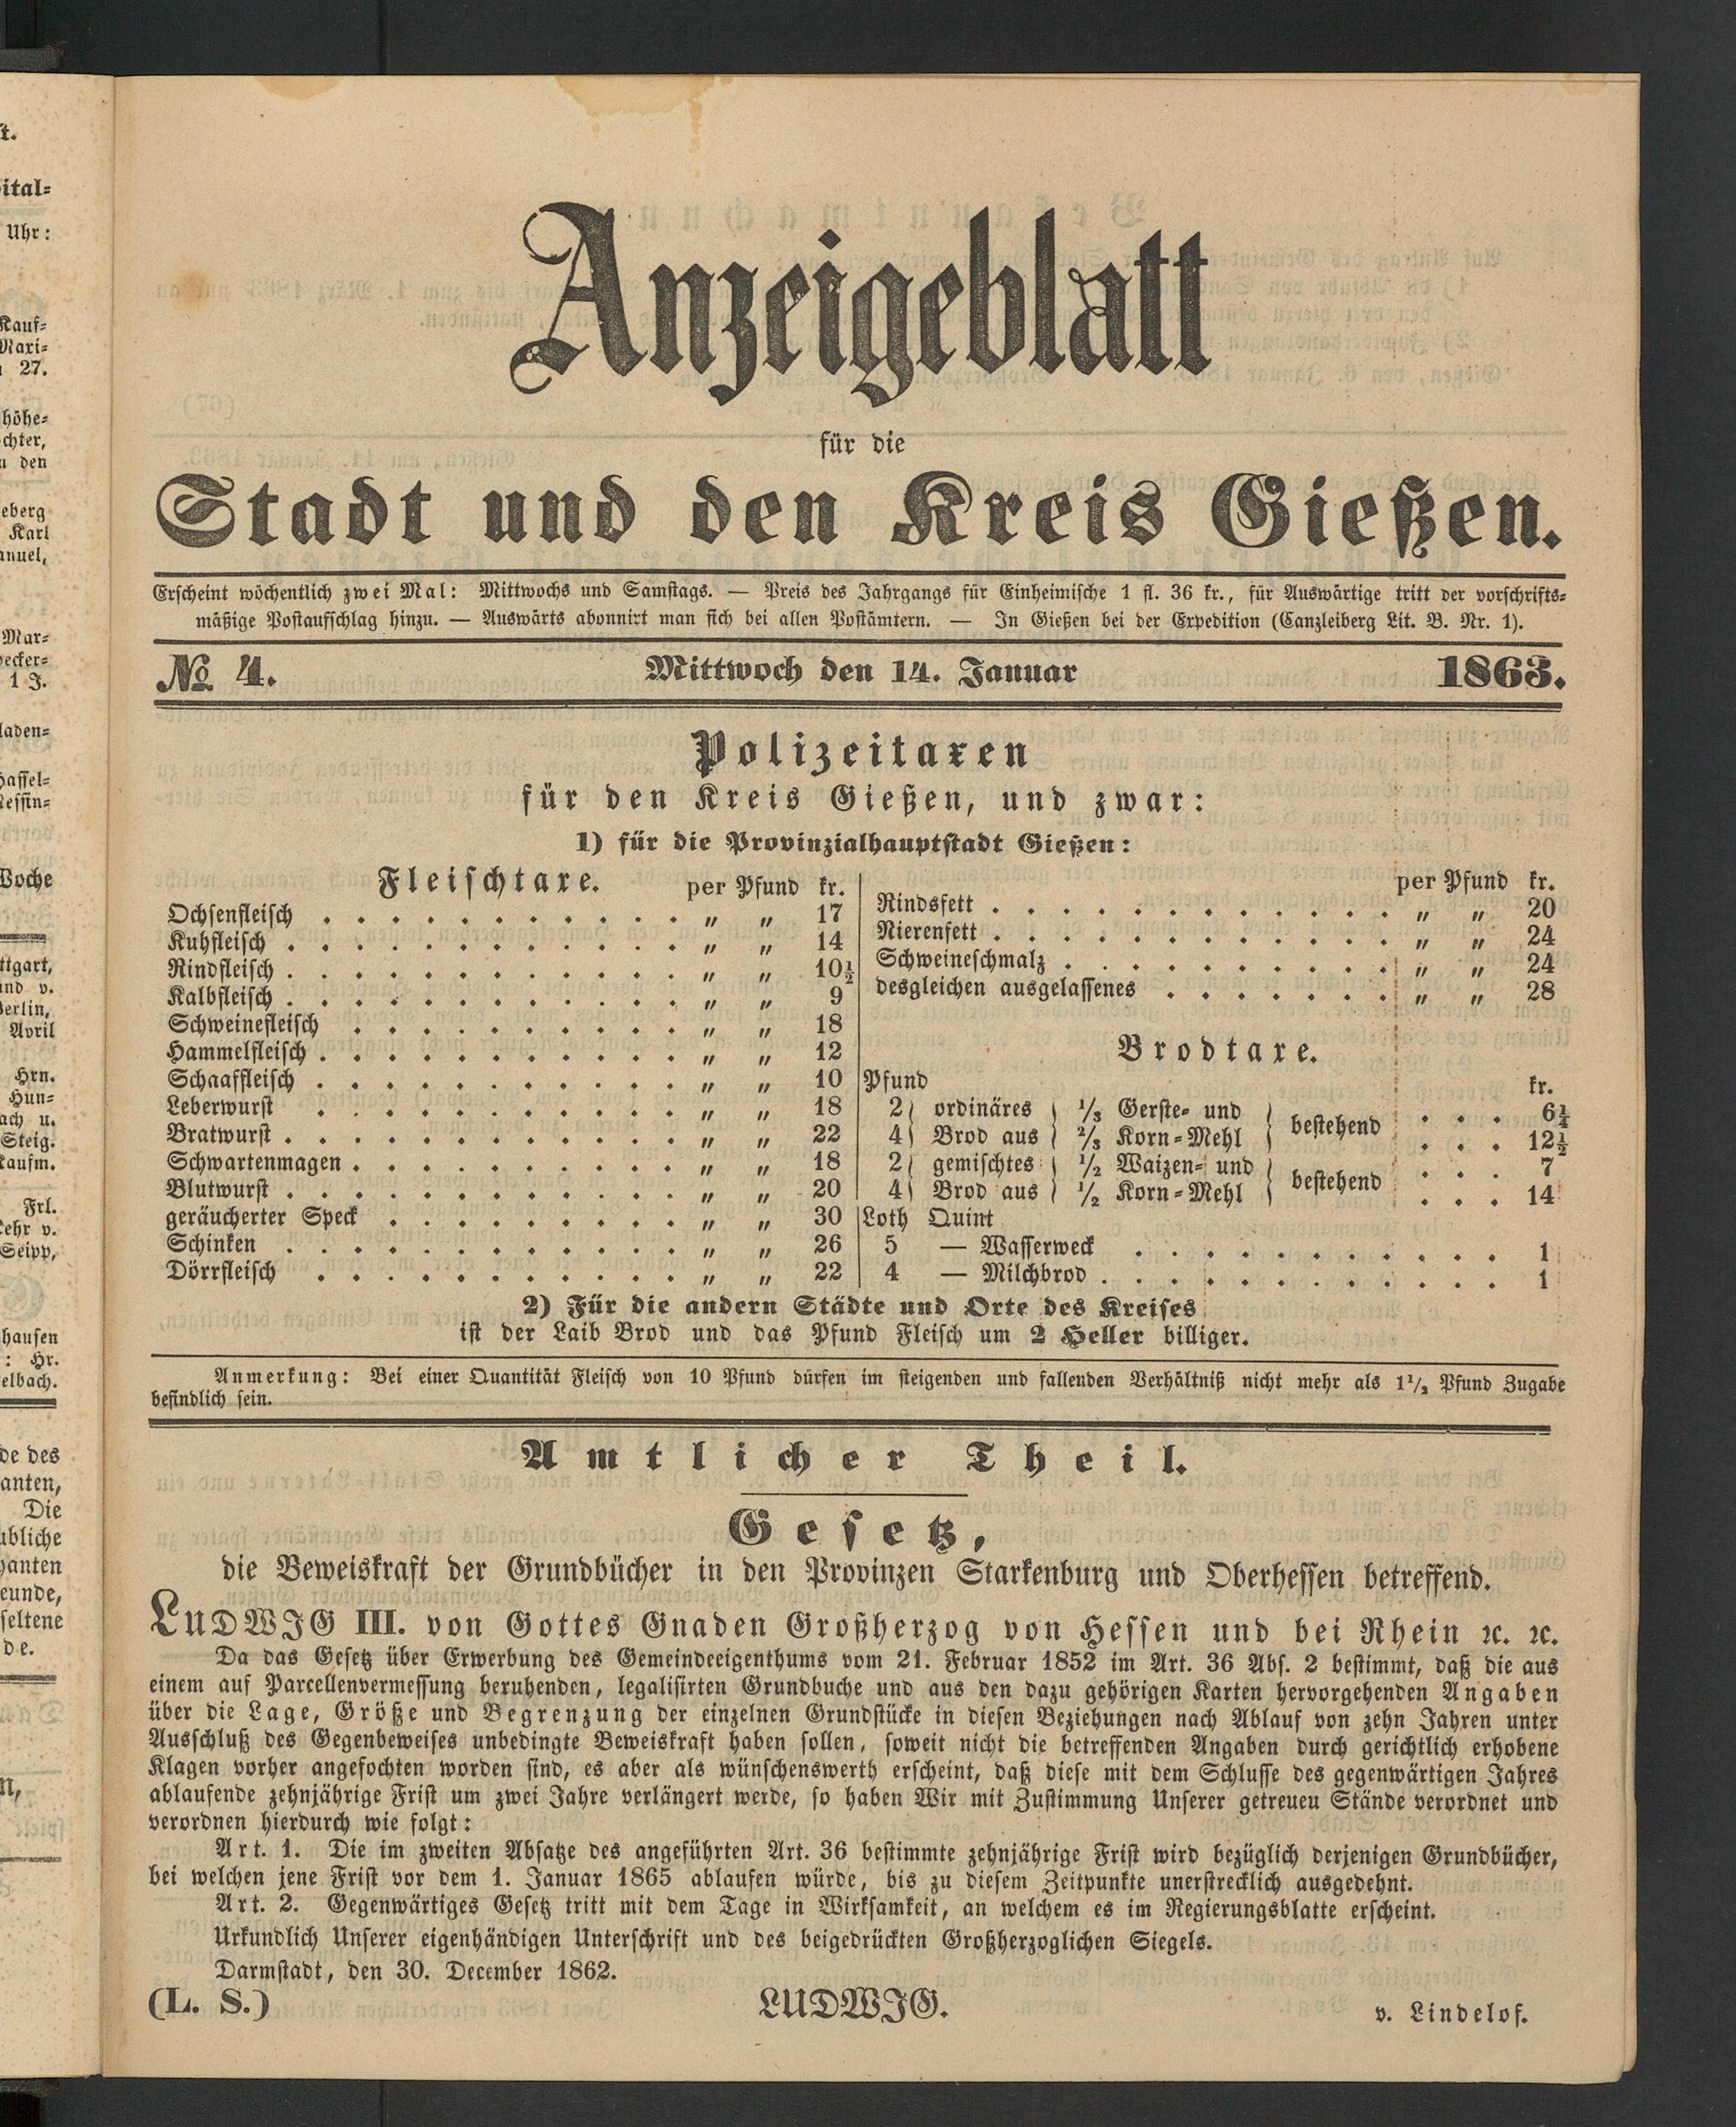 Anzeigeblatt
für die
Stadt und den Kreis Gießen.
Erscheint wöchentlich zwei Mal: Mittwochs und Samstags. — Preis des Jahrgangs für Einheimische 1 fl. 36 kr., für Auswärtige tritt der vorschrifts-
mäßige Postaufschlag hinzu. — Auswärts abonnirt man sich bei allen Postämtern. — In Gießen bei der Expedition (Canzleiberg Lit. B. Nr. 1).
№ 4. Mittwoch den 14. Januar 1863.
Polizeitaxen
für den Kreis Gießen, und zwar:
1) für die Provinzialhauptstadt Gießen:
Fleischtaxe. per Pfund kr.
Ochsenfleisch . . . . . . . . . . . " " 17
Kuhfleisch . . . . . . . . . . . . " " 14
Rindfleisch . . . . . . . . . . . . " " 10½
Kalbfleisch . . . . . . . . . . . . " " 9
Schweinefleisch . . . . . . . . . . " " 18
Hammelfleisch . . . . . . . . . . . " " 12
Schaaffleisch . . . . . . . . . . . " " 10
Leberwurst . . . . . . . . . . . " " 18
Bratwurst . . . . . . . . . . . . " " 22
Schwartenmagen . . . . . . . . . . " " 18
Blutwurst . . . . . . . . . . . . " " 20
geräucherter Speck . . . . . . . . . " " 30
Schinken . . . . . . . . . . . . " " 26
Dörrfleisch . . . . . . . . . . . " " 22
per Pfund kr.
Rindsfett . . . . . . . . . . . . " " 20
Nierenfett . . . . . . . . . . . . " " 24
Schweineschmalz . . . . . . . . . . " " 24
desgleichen ausgelassenes . . . . . . . " " 28
Brodtaxe.
Pfund kr.
2) ordinäres ) ⅓ Gerste- und } bestehend . . . 6¼
4) Brod aus ) ⅔ Korn-Mehl } . . . 12½
2) gemischtes ) ½ Waizen- und } bestehend . . . 7
4) Brod aus ) ½ Korn-Mehl } . . . 14
Loth Quint
5 — Wasserweck . . . . . . . . . . . 1
4 — Milchbrod . . . . . . . . . . . . 1
2) Für die andern Städte und Orte des Kreises
ist der Laib Brod und das Pfund Fleisch um 2 Heller billiger.
Anmerkung: Bei einer Quantität Fleisch von 10 Pfund dürfen im steigenden und fallenden Verhältniß nicht mehr als 1½ Pfund Zugabe
befindlich sein.
Amtlicher Theil.
Gesetz,
die Beweiskraft der Grundbücher in den Provinzen Starkenburg und Oberhessen betreffend.
LUDWIG III. von Gottes Gnaden Großherzog von Hessen und bei Rhein ꝛc. ꝛc.
Da das Gesetz über Erwerbung des Gemeindeeigenthums vom 21. Februar 1852 im Art. 36 Abs. 2 bestimmt, daß die aus
einem auf Parcellenvermessung beruhenden, legalisirten Grundbuche und aus den dazu gehörigen Karten hervorgehenden Angaben
über die Lage, Größe und Begrenzung der einzelnen Grundstücke in diesen Beziehungen nach Ablauf von zehn Jahren unter
Ausschluß des Gegenbeweises unbedingte Beweiskraft haben sollen, soweit nicht die betreffenden Angaben durch gerichtlich erhobene
Klagen vorher angefochten worden sind, es aber als wünschenswerth erscheint, daß diese mit dem Schlusse des gegenwärtigen Jahres
ablaufende zehnjährige Frist um zwei Jahre verlängert werde, so haben Wir mit Zustimmung Unserer getreuen Stände verordnet und
verordnen hierdurch wie folgt:
Art. 1. Die im zweiten Absatze des angeführten Art. 36 bestimmte zehnjährige Frist wird bezüglich derjenigen Grundbücher,
bei welchen jene Frist vor dem 1. Januar 1865 ablaufen würde, bis zu diesem Zeitpunkte unerstrecklich ausgedehnt.
Art. 2. Gegenwärtiges Gesetz tritt mit dem Tage in Wirksamkeit, an welchem es im Regierungsblatte erscheint.
Urkundlich Unserer eigenhändigen Unterschrift und des beigedrückten Großherzoglichen Siegels.
Darmstadt, den 30. December 1862.
(L. S.) LUDWIG. v. Lindelof.